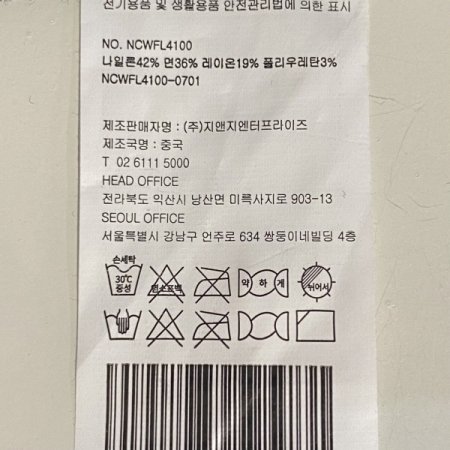 전기용품 및 생활용품 안전관리법에 의한 표시
NO. NCWFL4100
나일론42% 면36% 레이온19% 폴리우레탄3%
NCWFL4100-0701
제조판매자명 : (주)지앤지엔터프라이즈
제조국명 : 중국
T 02 6111 5000
HEAD OFFICE
전라북도 익산시 낭산면 미륵사지로 903-13
SEOUL OFFICE
서울특별시 강남구 언주로 634 쌍둥이네빌딩 4층
손세탁
30℃ 중성 염소표백 약하게 뉘어서